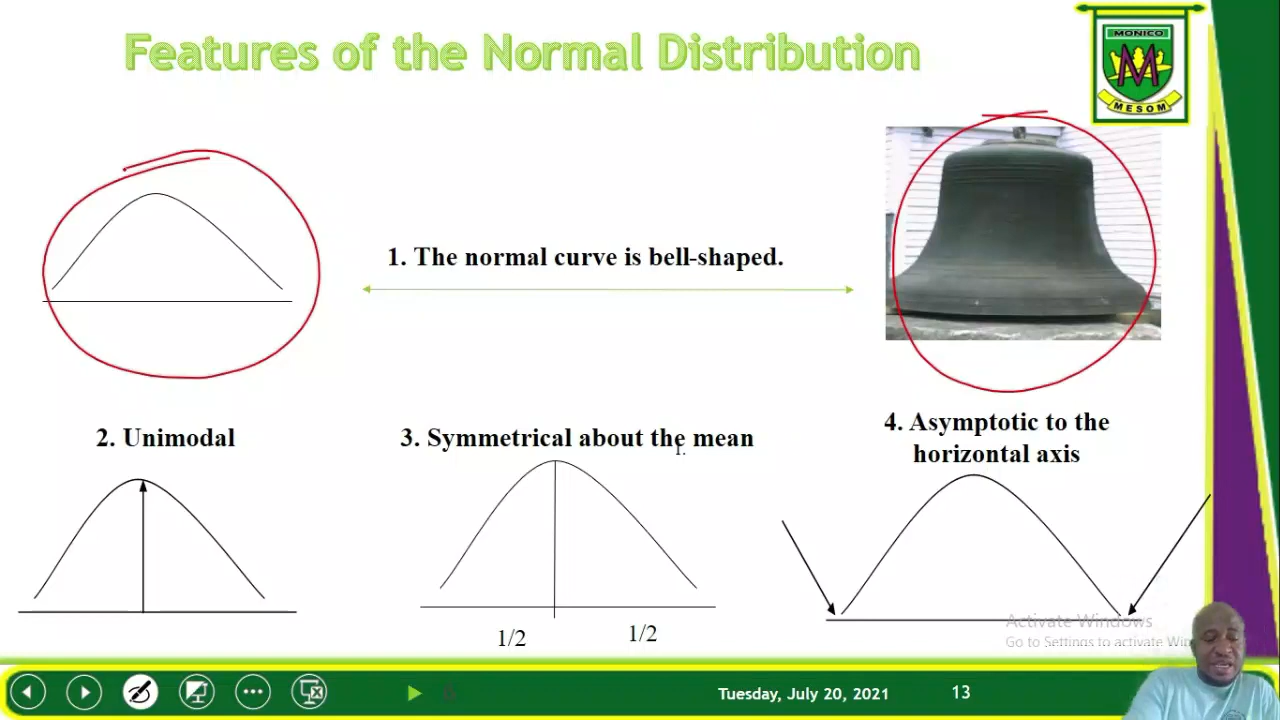 Features of the Normal Distribution
MONICO
M
MESOM
1. The normal curve is bell-shaped.
2. Unimodal
3. Symmetrical about the mean
1.
4. Asymptotic to the
horizontal axis
1/2
1/2
Activate Windows
Go to Settings to activate
6
Tuesday, July 20, 2021
13